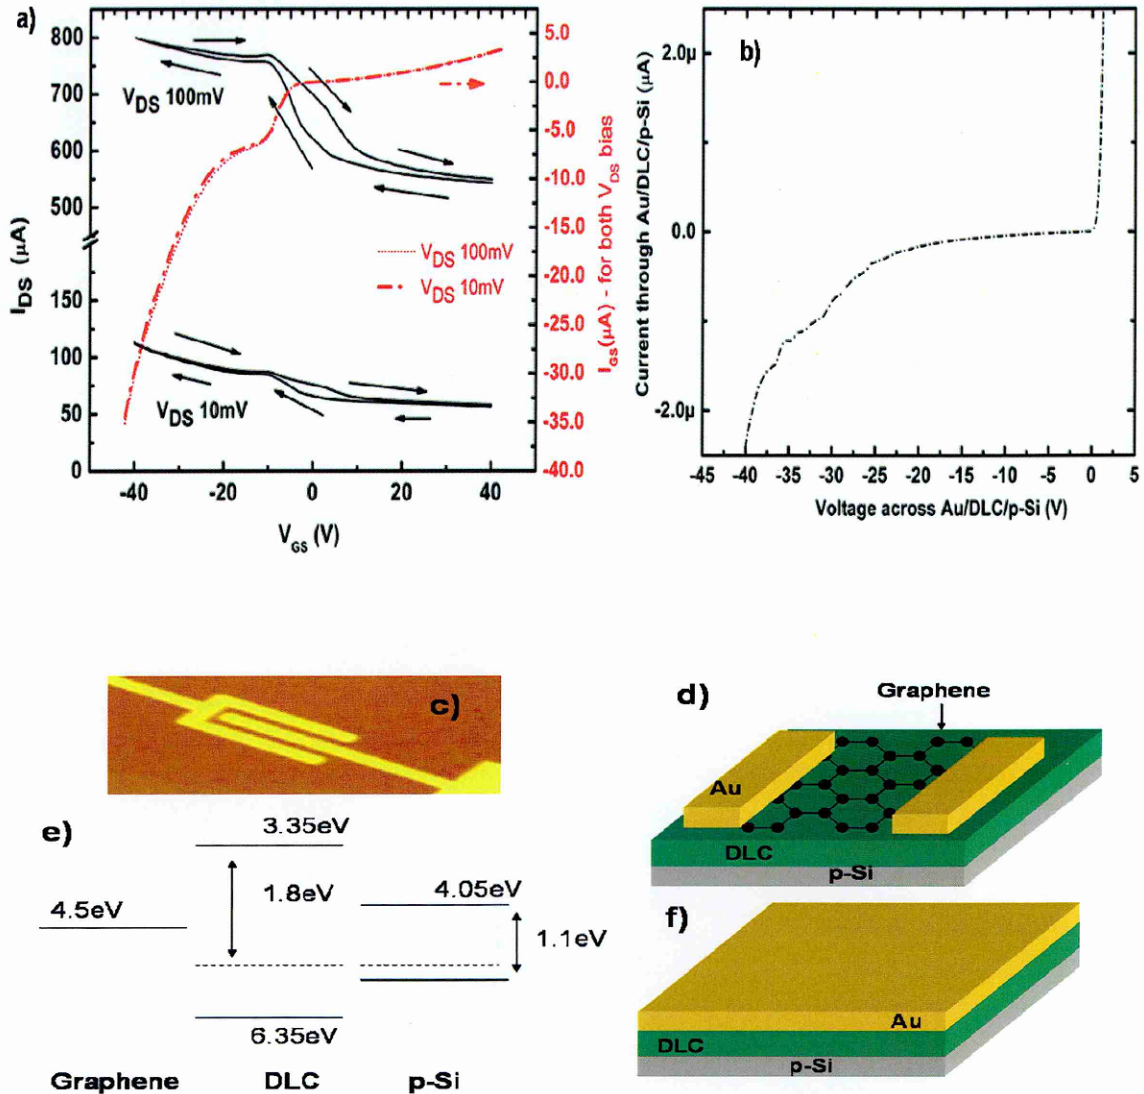 a)
800
700
600
500
150
100
50
0
I_DS (μA)
V_DS 100mV
V_DS 10mV
V_DS 100mV
V_DS 10mV
-40
-20
0
20
40
V_GS (V)
5.0
0.0
-5.0
-10.0
-15.0
-20.0
-25.0
-30.0
-35.0
-40.0
I_GS(μA) - for both V_DS bias
b)
2.0μ
0.0
-2.0μ
Current through Au/DLC/p-Si (μA)
-45
-40
-35
-30
-25
-20
-15
-10
-5
0
5
Voltage across Au/DLC/p-Si (V)
c)
d)
Graphene
Au
DLC
p-Si
e)
3.35eV
1.8eV
4.5eV
4.05eV
1.1eV
6.35eV
Graphene
DLC
p-Si
f)
Au
DLC
p-Si